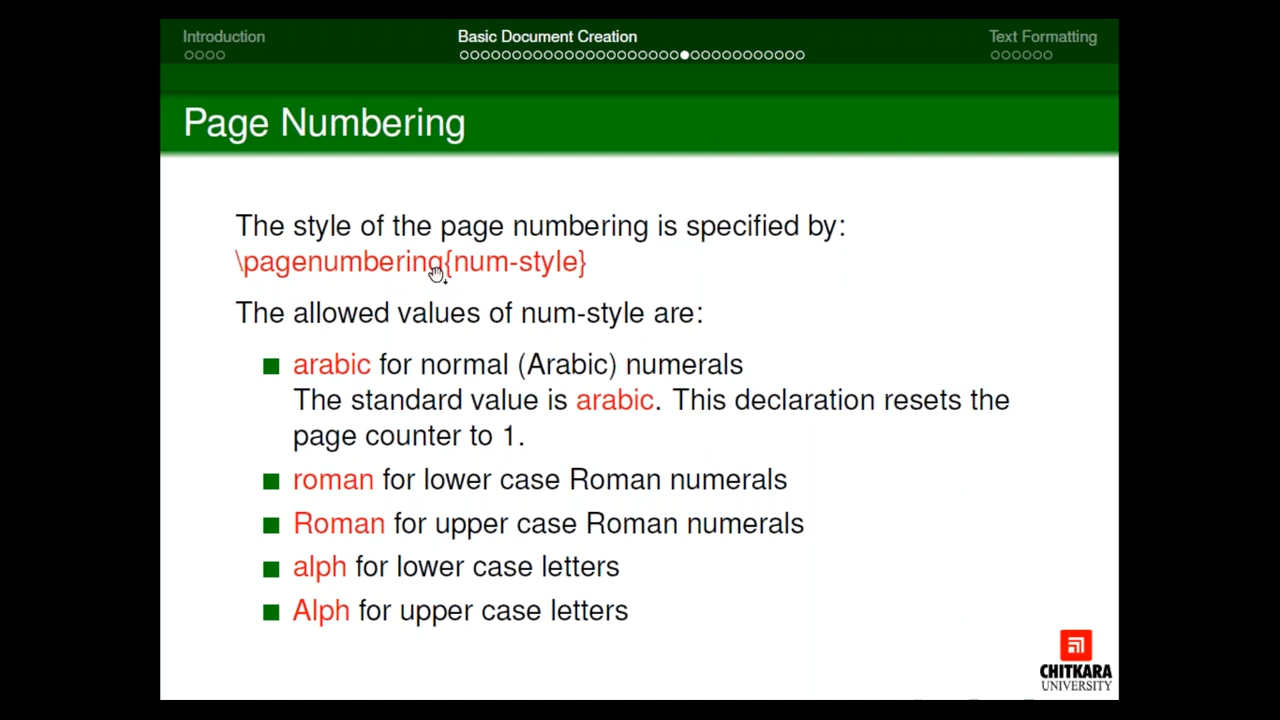 Introduction
Basic Document Creation
Text Formatting
Page Numbering
The style of the page numbering is specified by:
\pagenumbering{num-style}
The allowed values of num-style are:
arabic for normal (Arabic) numerals
The standard value is arabic. This declaration resets the
page counter to 1.
roman for lower case Roman numerals
Roman for upper case Roman numerals
alph for lower case letters
Alph for upper case letters
CHITKARA
UNIVERSITY